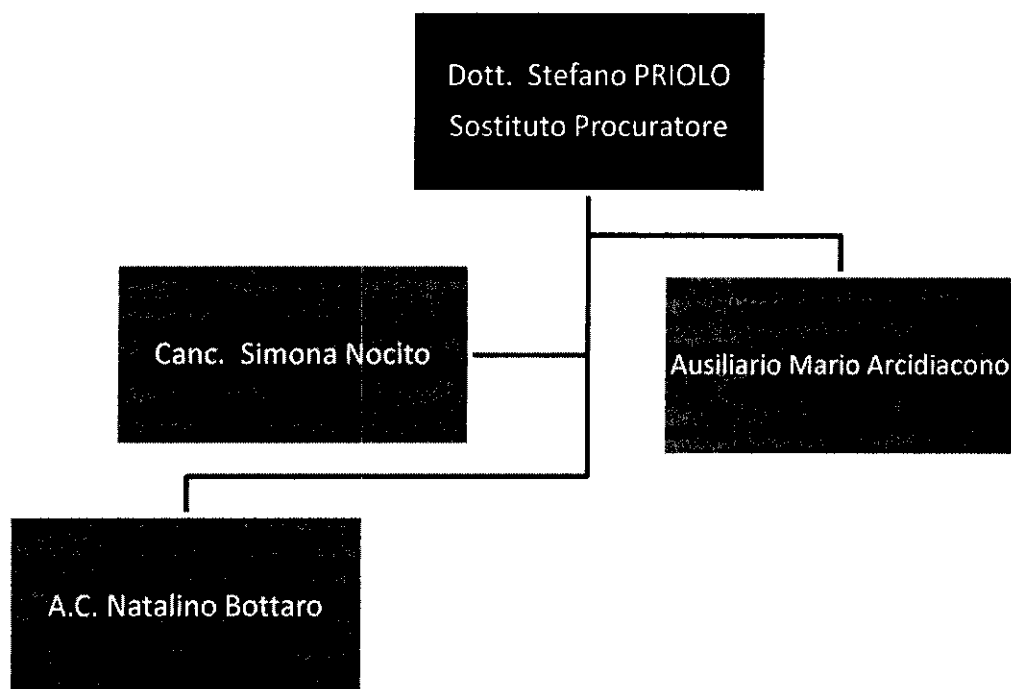 Dott. Stefano PRIOLO
Sostituto Procuratore
Canc. Simona Nocito
Ausiliario Mario Arcidiacono
A.C. Natalino Bottaro